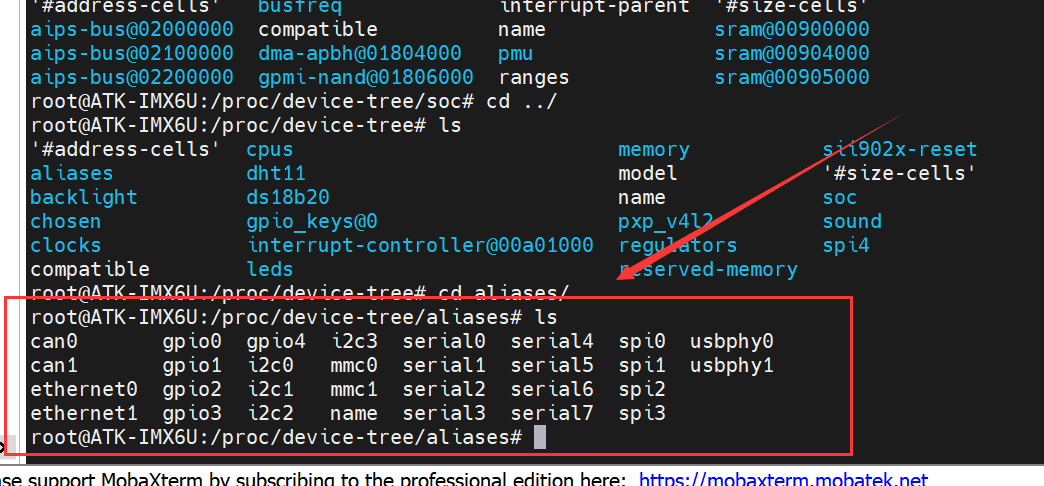 '#address-cells' busfreq interrupt-parent '#size-cells'
aips-bus@02000000 compatible name sram@00900000
aips-bus@02100000 dma-apbh@01804000 pmu sram@00904000
aips-bus@02200000 gpmi-nand@01806000 ranges sram@00905000
root@ATK-IMX6U:/proc/device-tree/soc# cd ../
root@ATK-IMX6U:/proc/device-tree# ls
'#address-cells' cpus memory sii902x-reset
aliases dht11 model '#size-cells'
backlight ds18b20 name soc
chosen gpio_keys@0 pxp_v4l2 sound
clocks interrupt-controller@00a01000 regulators spi4
compatible leds reserved-memory
root@ATK-IMX6U:/proc/device-tree# cd aliases/
root@ATK-IMX6U:/proc/device-tree/aliases# ls
can0 gpio0 gpio4 i2c3 serial0 serial4 spi0 usbphy0
can1 gpio1 i2c0 mmc0 serial1 serial5 spi1 usbphy1
ethernet0 gpio2 i2c1 mmc1 serial2 serial6 spi2
ethernet1 gpio3 i2c2 name serial3 serial7 spi3
root@ATK-IMX6U:/proc/device-tree/aliases#
ase support MobaXterm by subscribing to the professional edition here: https://mobaxterm.mobatek.net